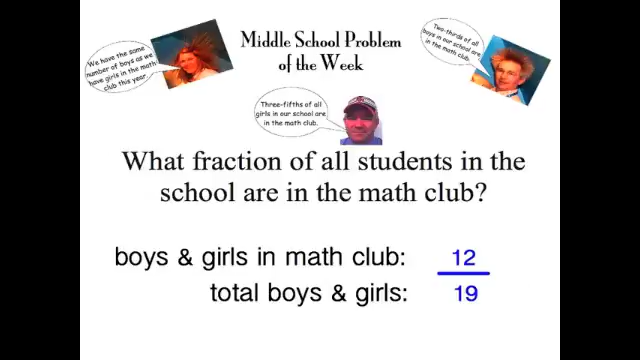 Middle School Problem
of the Week
We have the same
number of boys as we
have girls in the math
club this year.
Two-thirds of all
boys in our school are
in the math club.
Three-fifths of all
girls in our school are
in the math club.
What fraction of all students in the
school are in the math club?
boys & girls in math club: 12
total boys & girls: 19